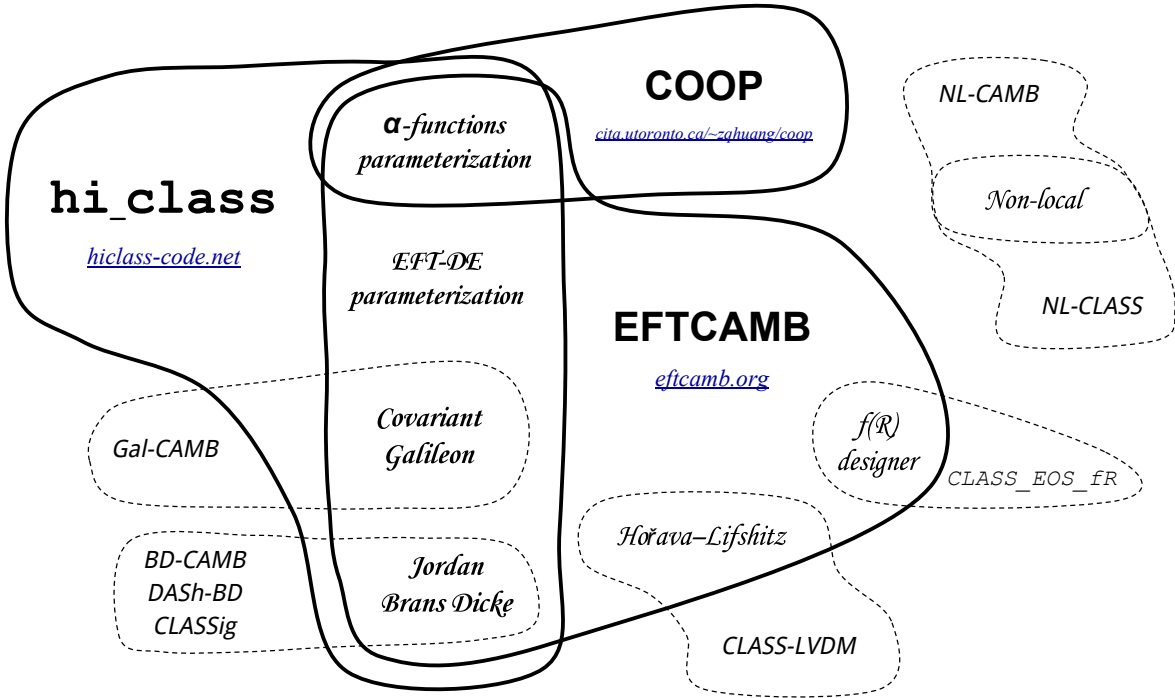 COOP
cita.utoronto.ca/~zqhuang/coop
α-functions
parameterization
hi_class
hiclass-code.net
EFT-DE
parameterization
EFTCAMB
eftcamb.org
NL-CAMB
Non-local
NL-CLASS
Gal-CAMB
Covariant
Galileon
f(R)
designer
CLASS_EOS_fR
BD-CAMB
DASh-BD
CLASSig
Jordan
Brans Dicke
Hořava–Lifshitz
CLASS-LVDM